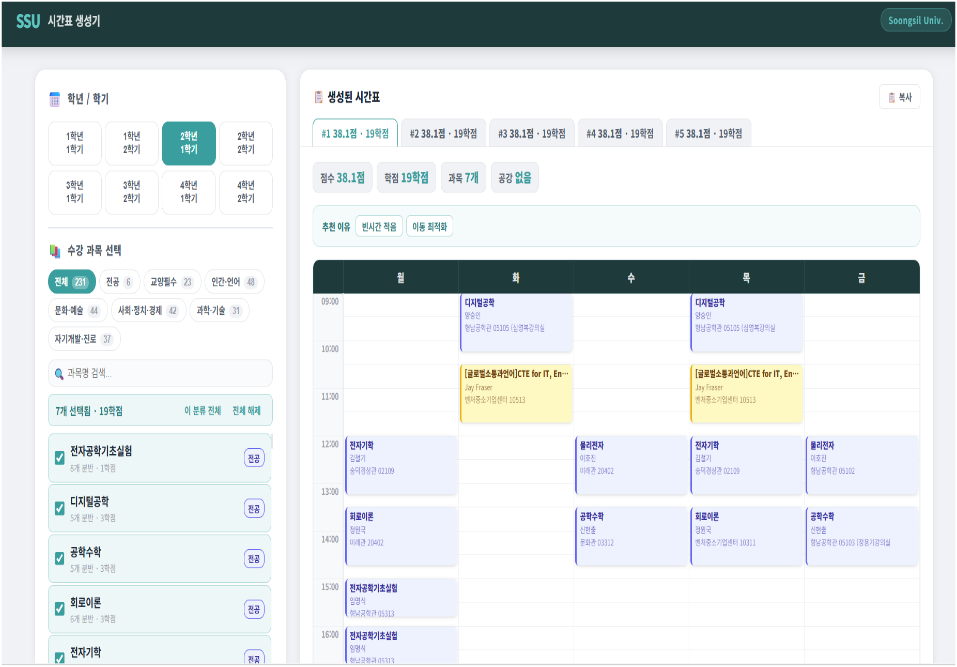 SSU 시간표 생성기
Soongsil Univ.
학년 / 학기
1학년 1학기
1학년 2학기
2학년 1학기
2학년 2학기
3학년 1학기
3학년 2학기
4학년 1학기
4학년 2학기
수강 과목 선택
전체 231
전공 6
교양필수 23
인간·언어 48
문화·예술 44
사회·정치·경제 42
과학·기술 31
자기개발·진로 37
과목명 검색...
7개 선택됨 · 19학점
이 분류 전체
전체 해제
전자공학기초실험
6개 분반 · 1학점
전공
디지털공학
5개 분반 · 3학점
전공
공학수학
5개 분반 · 3학점
전공
회로이론
6개 분반 · 3학점
전공
전자기학
전공
생성된 시간표
복사
#1 38.1점 · 19학점
#2 38.1점 · 19학점
#3 38.1점 · 19학점
#4 38.1점 · 19학점
#5 38.1점 · 19학점
점수 38.1점
학점 19학점
과목 7개
공강 없음
추천 이유
빈시간 적음
이동 최적화
월 화 수 목 금
09:00
디지털공학
양승인
형남공학관 05105
디지털공학
양승인
형남공학관 05105
10:00
[글로벌소통과언어]CTE for IT, En···
Jay Fraser
벤처중소기업센터 10513
[글로벌소통과언어]CTE for IT, En···
Jay Fraser
벤처중소기업센터 10513
11:00
12:00
전자기학
김철기
숭덕경상관 02109
물리전자
이호진
미래관 20402
전자기학
김철기
숭덕경상관 02109
물리전자
이호진
형남공학관 05102
13:00
회로이론
정원국
미래관 20402
공학수학
신현출
문화관 03312
회로이론
정원국
벤처중소기업센터 10311
공학수학
신현출
형남공학관 05103
14:00
15:00
전자공학기초실험
임명식
형남공학관 05313
16:00
전자공학기초실험
임명식
형남공학관 05313